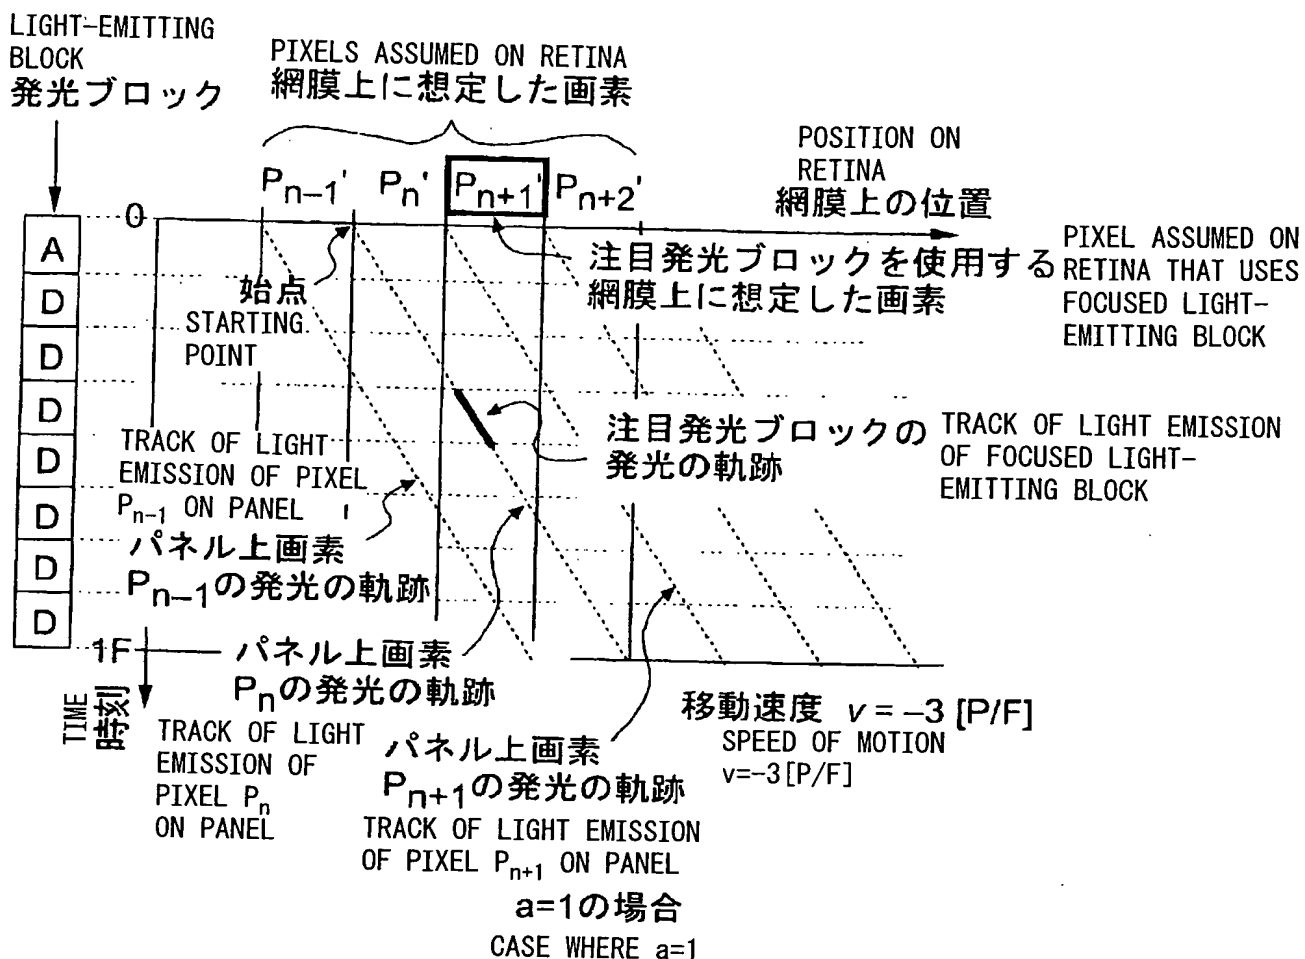 LIGHT-EMITTING
BLOCK
発光ブロック
PIXELS ASSUMED ON RETINA
網膜上に想定した画素
POSITION ON
RETINA
網膜上の位置
Pn-1'
Pn'
Pn+1'
Pn+2'
0
A
D
D
D
D
D
D
D
始点
STARTING
POINT
注目発光ブロックを使用する
網膜上に想定した画素
PIXEL ASSUMED ON
RETINA THAT USES
FOCUSED LIGHT-
EMITTING BLOCK
注目発光ブロックの
発光の軌跡
TRACK OF LIGHT EMISSION
OF FOCUSED LIGHT-
EMITTING BLOCK
TRACK OF LIGHT
EMISSION OF PIXEL
Pn-1 ON PANEL
パネル上画素
Pn-1の発光の軌跡
1F
TIME
時刻
パネル上画素
Pnの発光の軌跡
TRACK OF LIGHT
EMISSION OF
PIXEL Pn
ON PANEL
パネル上画素
Pn+1の発光の軌跡
TRACK OF LIGHT EMISSION
OF PIXEL Pn+1 ON PANEL
移動速度 v = -3 [P/F]
SPEED OF MOTION
v=-3[P/F]
a=1の場合
CASE WHERE a=1